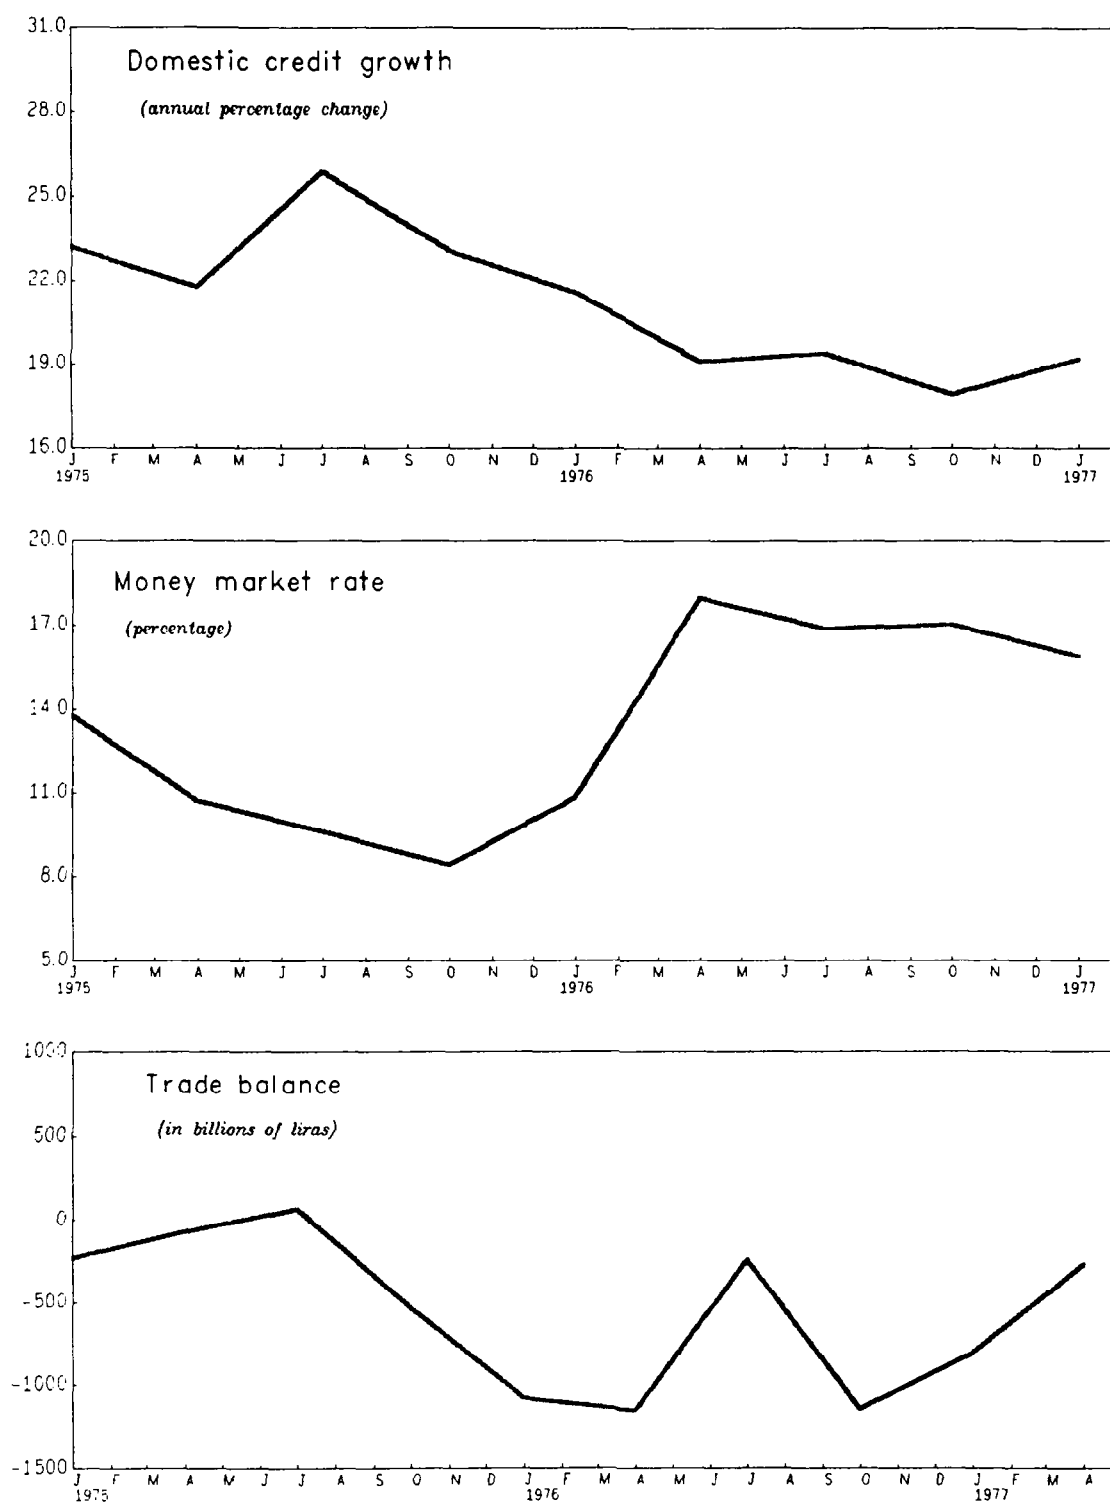 31.0
Domestic credit growth
(annual percentage change)
28.0
25.0
22.0
19.0
16.0
J F M A M J J A S O N D J F M A M J J A S O N D J
1975 1976 1977
20.0
Money market rate
(percentage)
17.0
14.0
11.0
8.0
5.0
J F M A M J J A S O N D J F M A M J J A S O N D J
1975 1976 1977
1000
Trade balance
(in billions of liras)
500
0
-500
-1000
-1500
J F M A M J J A S O N D J F M A M J J A S O N D J F M A
1975 1976 1977